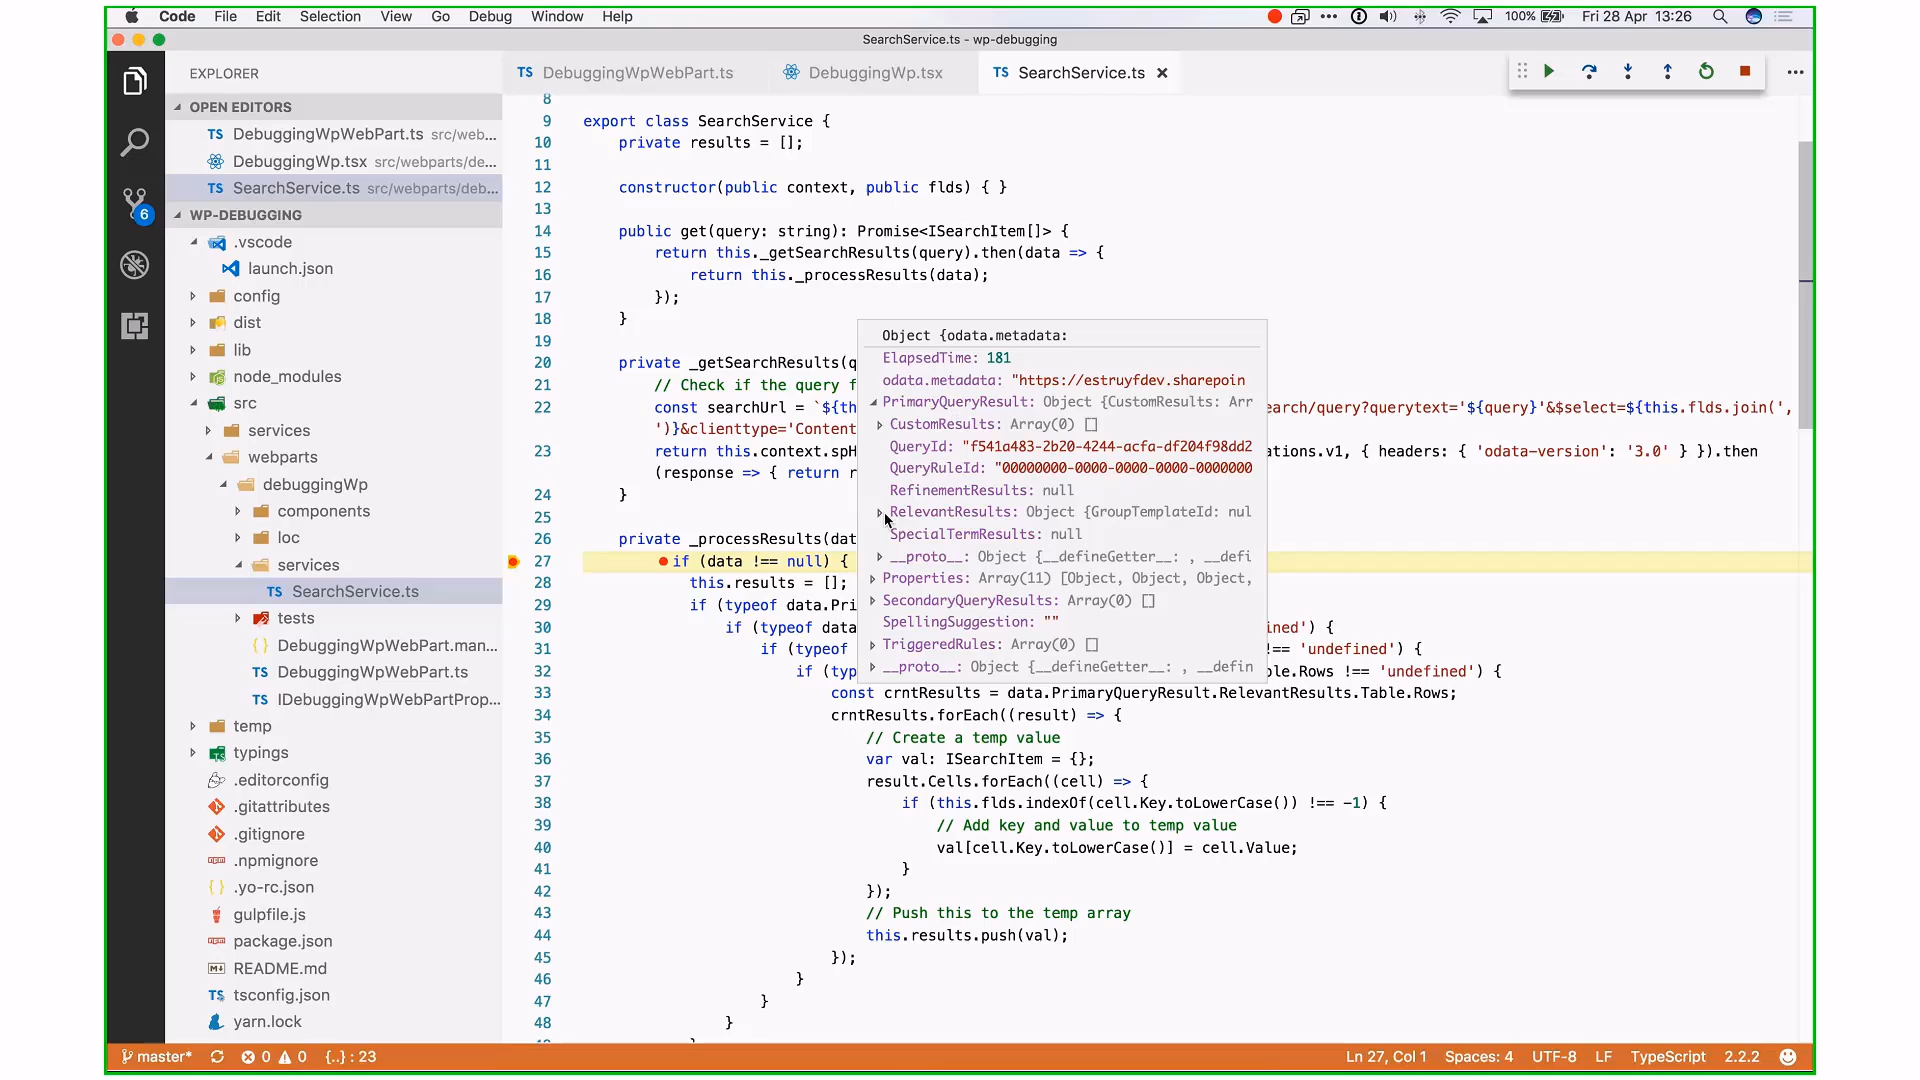 Code File Edit Selection View Go Debug Window Help 100% Fri 28 Apr 13:26
SearchService.ts - wp-debugging
EXPLORER
OPEN EDITORS
TS DebuggingWpWebPart.ts src/web...
DebuggingWp.tsx src/webparts/de...
TS SearchService.ts src/webparts/deb...
WP-DEBUGGING
.vscode
launch.json
config
dist
lib
node_modules
src
services
webparts
debuggingWp
components
loc
services
TS SearchService.ts
tests
{} DebuggingWpWebPart.man...
TS DebuggingWpWebPart.ts
TS IDebuggingWpWebPartProp...
temp
typings
.editorconfig
.gitattributes
.gitignore
.npmignore
{} .yo-rc.json
gulpfile.js
package.json
README.md
tsconfig.json
yarn.lock
6
TS DebuggingWpWebPart.ts DebuggingWp.tsx TS SearchService.ts
8
9 export class SearchService {
10 private results = [];
11
12 constructor(public context, public flds) { }
13
14 public get(query: string): Promise<ISearchItem[]> {
15 return this._getSearchResults(query).then(data => {
16 return this._processResults(data);
17 });
18 }
19
20 private _getSearchResults(q
21 // Check if the query f
22 const searchUrl = `${th earch/query?querytext='${query}'&$select=${this.flds.join(',
')}&clienttype='Content
23 return this.context.spH ations.v1, { headers: { 'odata-version': '3.0' } }).then
(response => { return r
24 }
25
26 private _processResults(dat
27 if (data !== null) {
28 this.results = [];
29 if (typeof data.Pri
30 if (typeof data ined') {
31 if (typeof !== 'undefined') {
32 if (typ ble.Rows !== 'undefined') {
33 const crntResults = data.PrimaryQueryResult.RelevantResults.Table.Rows;
34 crntResults.forEach((result) => {
35 // Create a temp value
36 var val: ISearchItem = {};
37 result.Cells.forEach((cell) => {
38 if (this.flds.indexOf(cell.Key.toLowerCase()) !== -1) {
39 // Add key and value to temp value
40 val[cell.Key.toLowerCase()] = cell.Value;
41 }
42 });
43 // Push this to the temp array
44 this.results.push(val);
45 });
46 }
47 }
48 }
Object {odata.metadata:
ElapsedTime: 181
odata.metadata: "https://estruyfdev.sharepoin
PrimaryQueryResult: Object {CustomResults: Arr
CustomResults: Array(0) []
QueryId: "f541a483-2b20-4244-acfa-df204f98dd2
QueryRuleId: "00000000-0000-0000-0000-0000000
RefinementResults: null
RelevantResults: Object {GroupTemplateId: nul
SpecialTermResults: null
__proto__: Object {__defineGetter__: , __defi
Properties: Array(11) [Object, Object, Object,
SecondaryQueryResults: Array(0) []
SpellingSuggestion: ""
TriggeredRules: Array(0) []
__proto__: Object {__defineGetter__: , __defin
master* 0 0 {..} : 23 Ln 27, Col 1 Spaces: 4 UTF-8 LF TypeScript 2.2.2